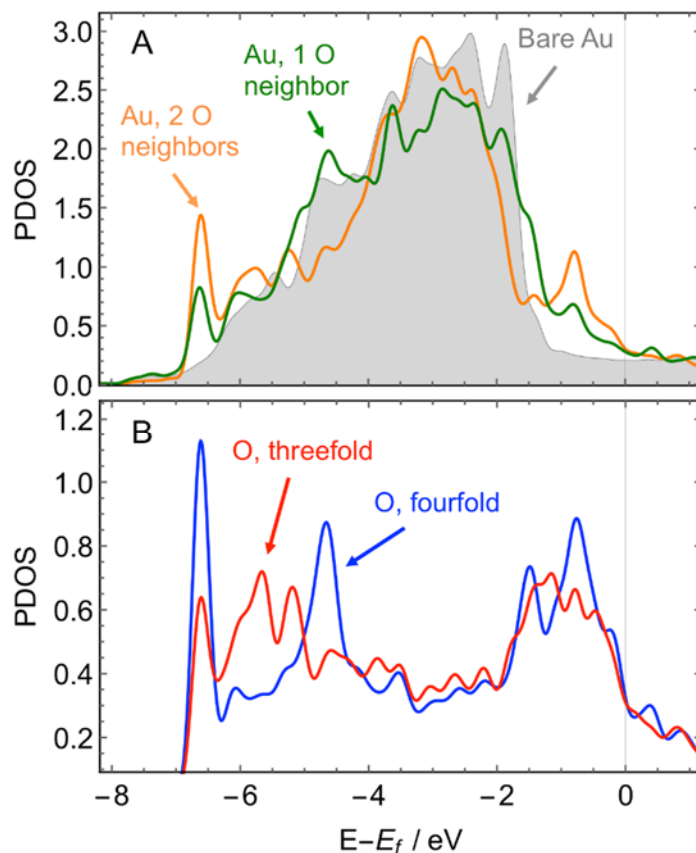 A
Au, 1 O
neighbor
Bare Au
Au, 2 O
neighbors
PDOS
3.0
2.5
2.0
1.5
1.0
0.5
0.0
B
O, threefold
O, fourfold
PDOS
1.2
1.0
0.8
0.6
0.4
0.2
−8
−6
−4
−2
0
E−Ef / eV